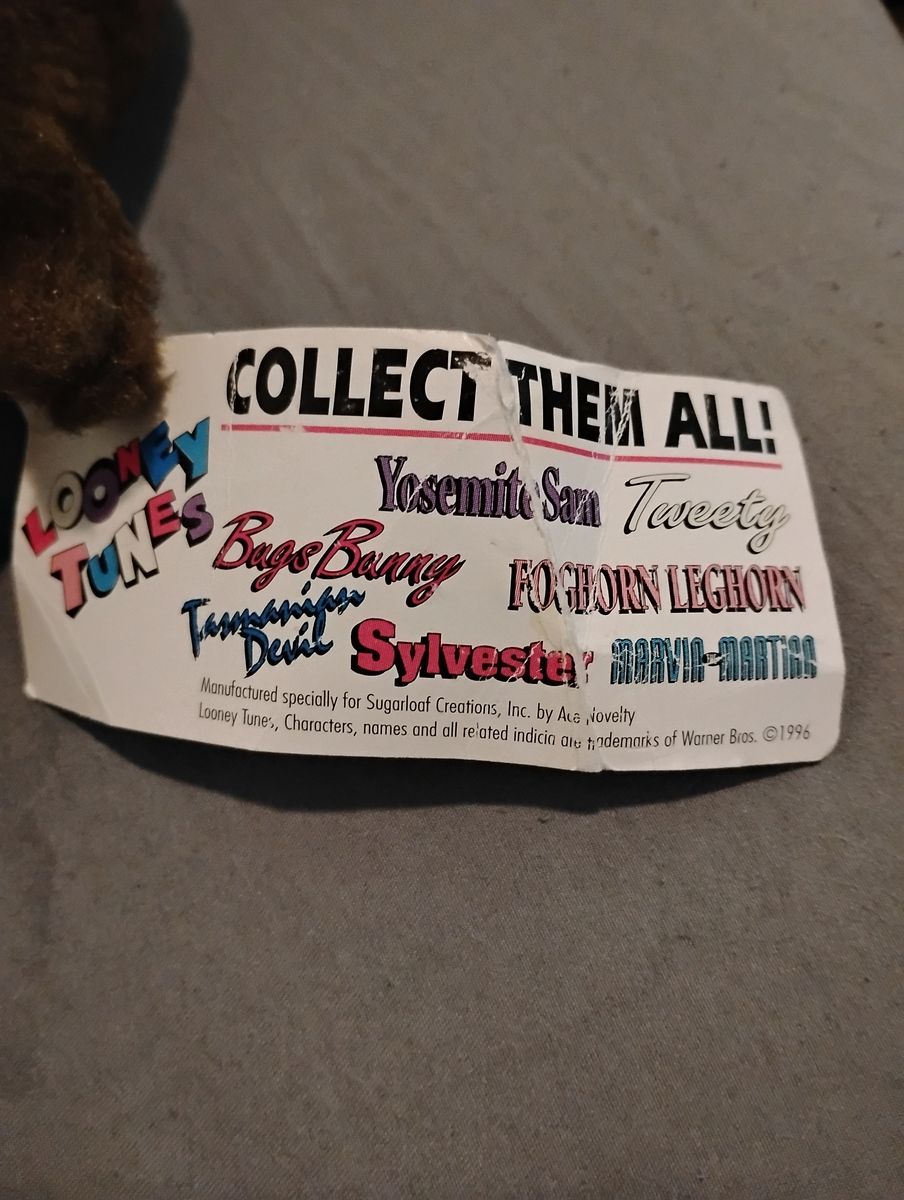 COLLECT THEM ALL!
LOONEY
TUNES
Yosemite Sam
Tweety
Bugs Bunny
FOGHORN LEGHORN
Tasmanian
Devil
Sylvester
MARVIN THE MARTIAN
Manufactured specially for Sugarloaf Creations, Inc. by Ace Novelty
Looney Tunes, Characters, names and all related indicia are trademarks of Warner Bros. ©1996